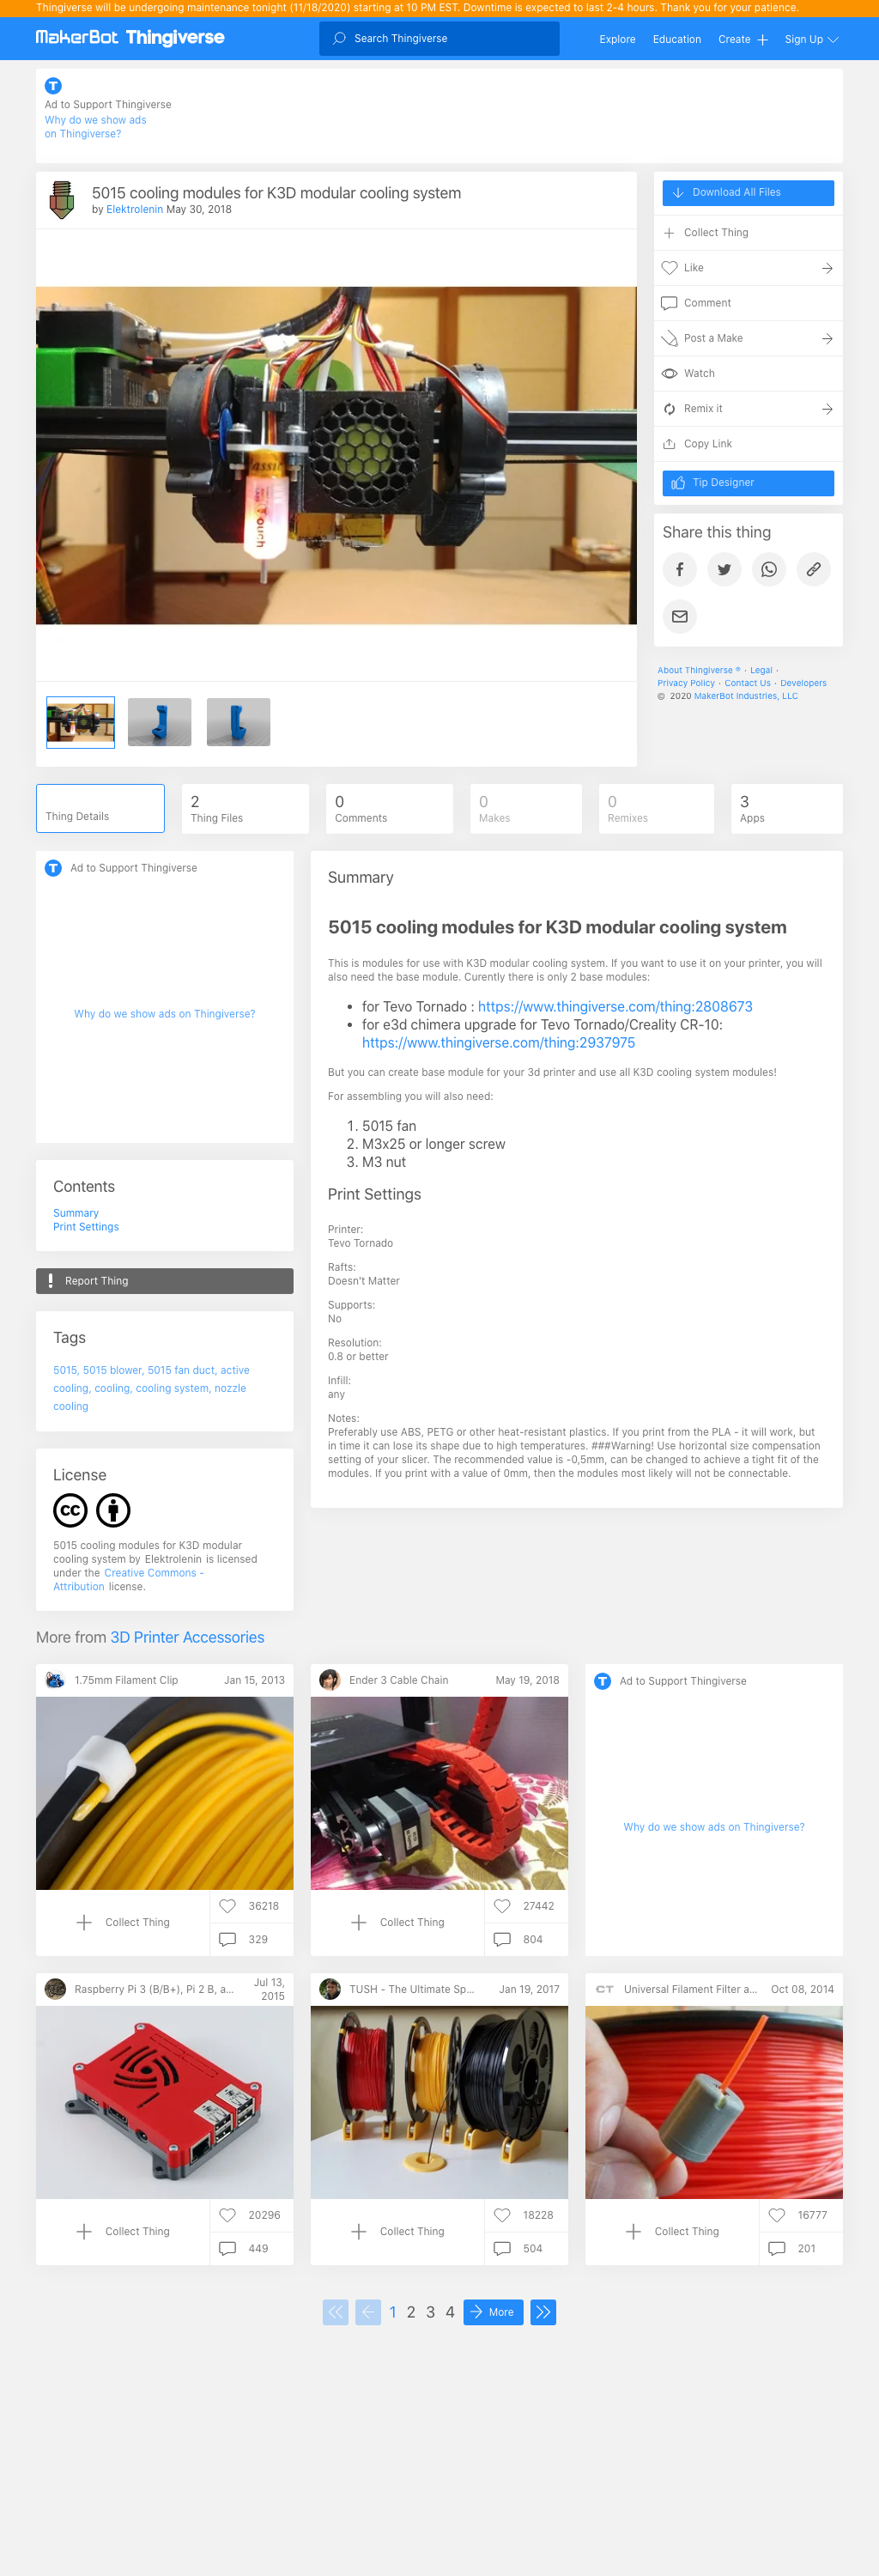 Thingiverse will be undergoing maintenance tonight (11/18/2020) starting at 10 PM EST. Downtime is expected to last 2-4 hours. Thank you for your patience.
MakerBot Thingiverse
Search Thingiverse
Explore
Education
Create
Sign Up
Ad to Support Thingiverse
Why do we show ads
on Thingiverse?
5015 cooling modules for K3D modular cooling system
by Elektrolenin May 30, 2018
Download All Files
Collect Thing
Like
Comment
Post a Make
Watch
Remix it
Copy Link
Tip Designer
Share this thing
About Thingiverse ® · Legal ·
Privacy Policy · Contact Us · Developers
© 2020 MakerBot Industries, LLC
Thing Details
2
Thing Files
0
Comments
0
Makes
0
Remixes
3
Apps
Ad to Support Thingiverse
Why do we show ads on Thingiverse?
Contents
Summary
Print Settings
Report Thing
Tags
5015, 5015 blower, 5015 fan duct, active
cooling, cooling, cooling system, nozzle
cooling
License
5015 cooling modules for K3D modular
cooling system by Elektrolenin is licensed
under the Creative Commons -
Attribution license.
Summary
5015 cooling modules for K3D modular cooling system
This is modules for use with K3D modular cooling system. If you want to use it on your printer, you will
also need the base module. Curently there is only 2 base modules:
• for Tevo Tornado : https://www.thingiverse.com/thing:2808673
• for e3d chimera upgrade for Tevo Tornado/Creality CR-10:
https://www.thingiverse.com/thing:2937975
But you can create base module for your 3d printer and use all K3D cooling system modules!
For assembling you will also need:
1. 5015 fan
2. M3x25 or longer screw
3. M3 nut
Print Settings
Printer:
Tevo Tornado
Rafts:
Doesn't Matter
Supports:
No
Resolution:
0.8 or better
Infill:
any
Notes:
Preferably use ABS, PETG or other heat-resistant plastics. If you print from the PLA - it will work, but
in time it can lose its shape due to high temperatures. ###Warning! Use horizontal size compensation
setting of your slicer. The recommended value is -0,5mm, can be changed to achieve a tight fit of the
modules. If you print with a value of 0mm, then the modules most likely will not be connectable.
More from 3D Printer Accessories
1.75mm Filament Clip
Jan 15, 2013
Collect Thing
36218
329
Ender 3 Cable Chain
May 19, 2018
Collect Thing
27442
804
Ad to Support Thingiverse
Why do we show ads on Thingiverse?
Raspberry Pi 3 (B/B+), Pi 2 B, a...
Jul 13,
2015
Collect Thing
20296
449
TUSH - The Ultimate Sp...
Jan 19, 2017
Collect Thing
18228
504
CT
Universal Filament Filter a...
Oct 08, 2014
Collect Thing
16777
201
1 2 3 4
More